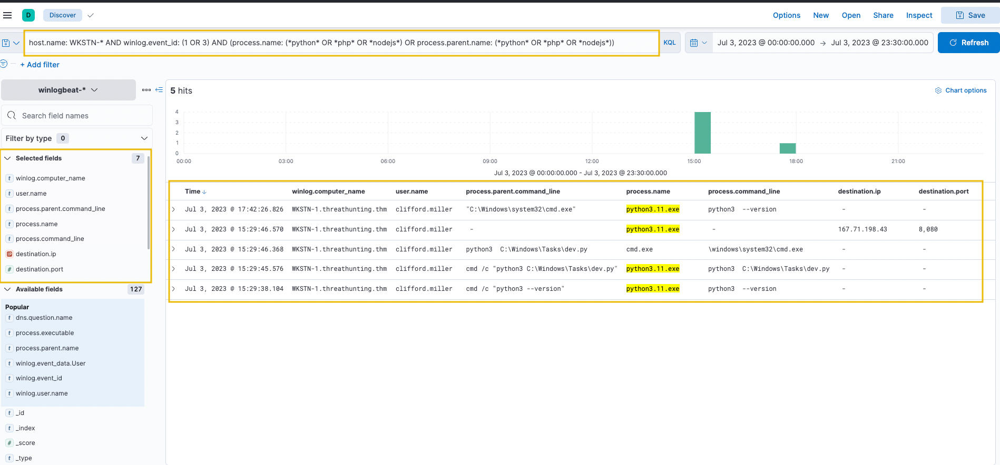 D Discover Options New Open Share Inspect Save
host.name: WKSTN-* AND winlog.event_id: (1 OR 3) AND (process.name: (*python* OR *php* OR *nodejs*) OR process.parent.name: (*python* OR *php* OR *nodejs*)) KQL Jul 3, 2023 @ 00:00:00.000 → Jul 3, 2023 @ 23:30:00.000 Refresh
+ Add filter
winlogbeat-*
Search field names
Filter by type 0
Selected fields 7
t winlog.computer_name
t user.name
t process.parent.command_line
t process.name
t process.command_line
IP destination.ip
# destination.port
Available fields 127
Popular
t dns.question.name
t process.executable
t process.parent.name
t winlog.event_data.User
t winlog.event_id
t winlog.user.name
t _id
t _index
# _score
t _type
5 hits Chart options
4
3
2
1
0
00:00 03:00 06:00 09:00 12:00 15:00 18:00 21:00
Jul 3, 2023 @ 00:00:00.000 - Jul 3, 2023 @ 23:30:00.000
Time ↓ winlog.computer_name user.name process.parent.command_line process.name process.command_line destination.ip destination.port
Jul 3, 2023 @ 17:42:26.826 WKSTN-1.threathunting.thm clifford.miller "C:\Windows\system32\cmd.exe" python3.11.exe python3 --version - -
Jul 3, 2023 @ 15:29:46.570 WKSTN-1.threathunting.thm clifford.miller - python3.11.exe - 167.71.198.43 8,080
Jul 3, 2023 @ 15:29:46.368 WKSTN-1.threathunting.thm clifford.miller python3 C:\Windows\Tasks\dev.py cmd.exe \windows\system32\cmd.exe - -
Jul 3, 2023 @ 15:29:45.576 WKSTN-1.threathunting.thm clifford.miller cmd /c "python3 C:\Windows\Tasks\dev.py" python3.11.exe python3 C:\Windows\Tasks\dev.py - -
Jul 3, 2023 @ 15:29:38.104 WKSTN-1.threathunting.thm clifford.miller cmd /c "python3 --version" python3.11.exe python3 --version - -